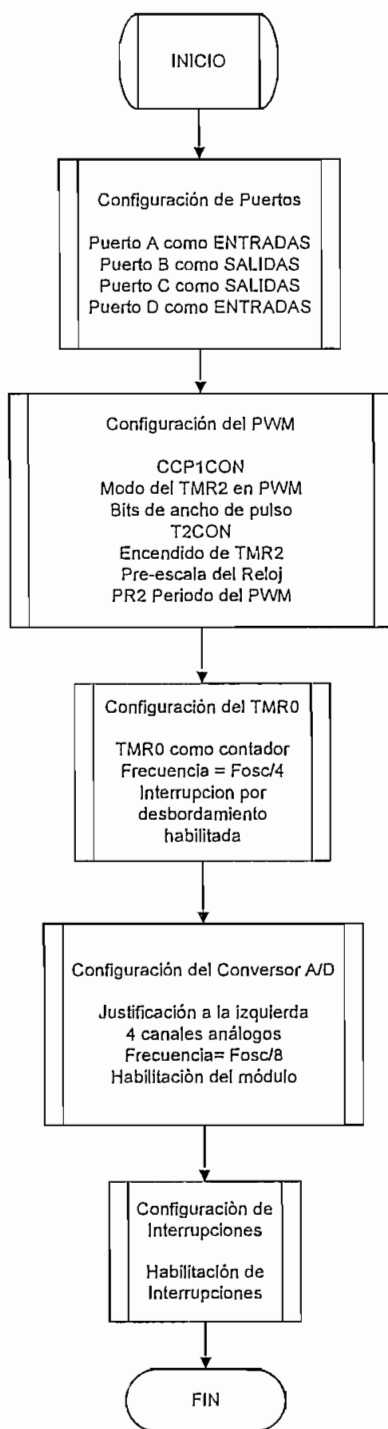 INICIO
Configuración de Puertos
Puerto A como ENTRADAS
Puerto B como SALIDAS
Puerto C como SALIDAS
Puerto D como ENTRADAS
Configuración del PWM
CCP1CON
Modo del TMR2 en PWM
Bits de ancho de pulso
T2CON
Encendido de TMR2
Pre-escala del Reloj
PR2 Periodo del PWM
Configuración del TMR0
TMR0 como contador
Frecuencia = Fosc/4
Interrupcion por
desbordamiento
habilitada
Configuración del Conversor A/D
Justificación a la izquierda
4 canales análogos
Frecuencia= Fosc/8
Habilitaciòn del módulo
Configuraciòn de
Interrupciones
Habilitación de
Interrupciones
FIN